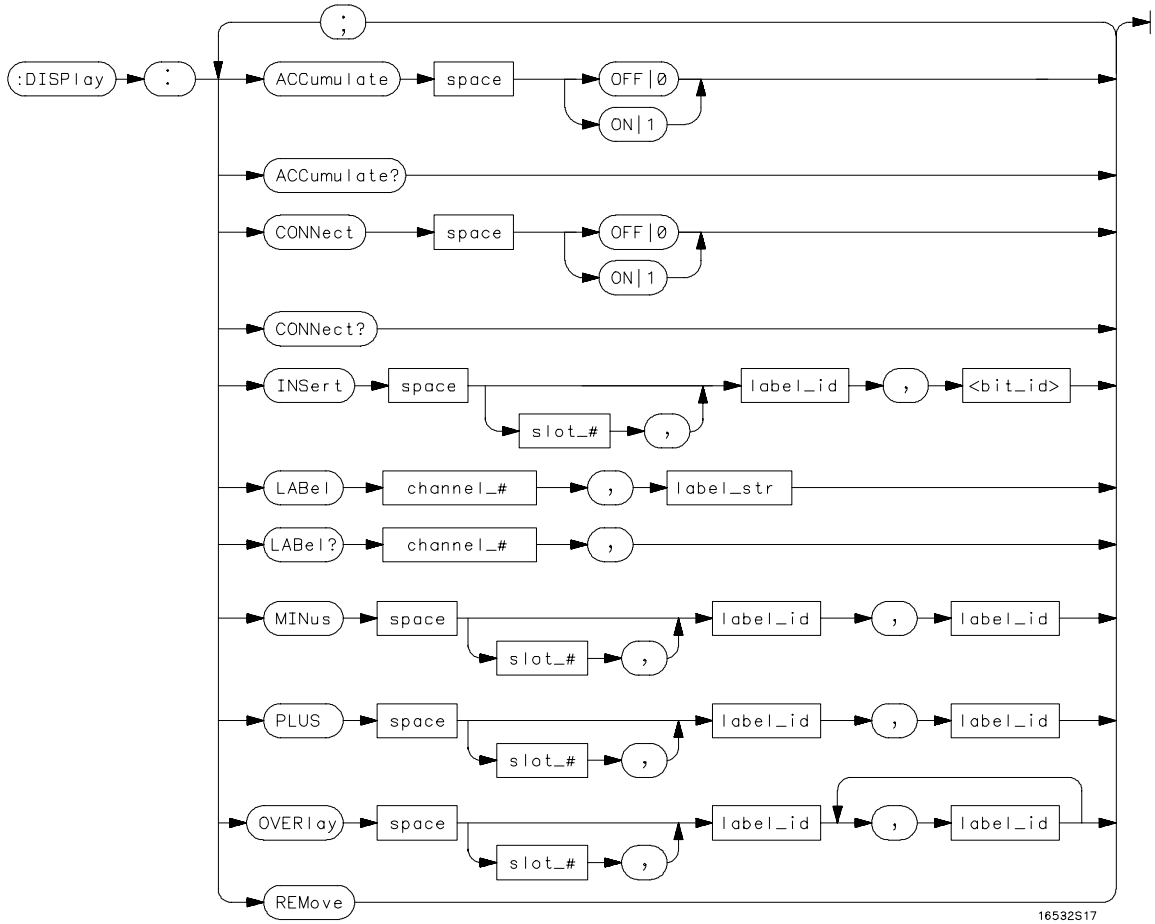 ;
:DISPlay : ACCumulate space OFF|0
ON|1
ACCumulate?
CONNect space OFF|0
ON|1
CONNect?
INSert space label_id , <bit_id>
slot_# ,
LABel channel_# , label_str
LABel? channel_# ,
MINus space label_id , label_id
slot_# ,
PLUS space label_id , label_id
slot_# ,
OVERlay space label_id , label_id
slot_# ,
REMove
16532S17